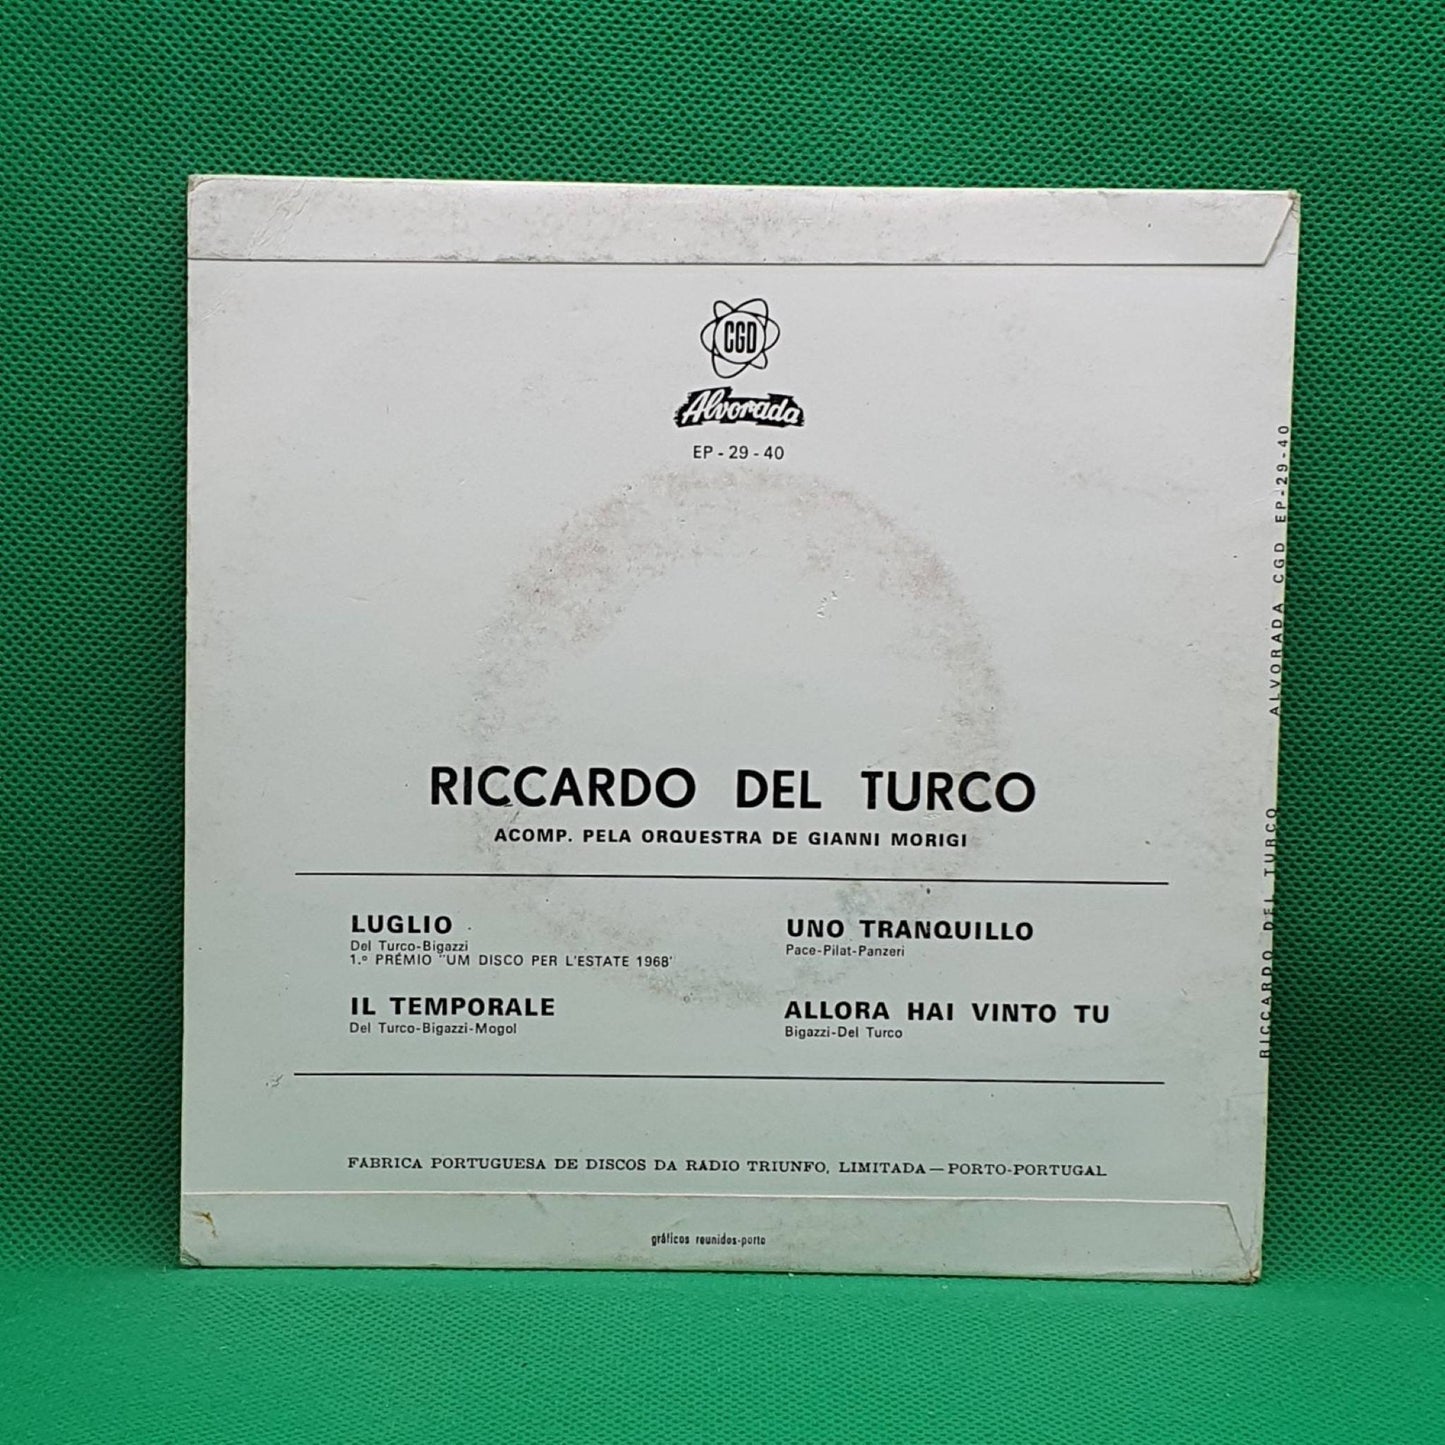 CGD
Alvorada
EP - 29 - 40
RICCARDO DEL TURCO
ACOMP. PELA ORQUESTRA DE GIANNI MORIGI
LUGLIO
Del Turco-Bigazzi
1.º PRÉMIO "UM DISCO PER L'ESTATE 1968'
IL TEMPORALE
Del Turco-Bigazzi-Mogol
UNO TRANQUILLO
Pace-Pilat-Panzeri
ALLORA HAI VINTO TU
Bigazzi-Del Turco
FÁBRICA PORTUGUESA DE DISCOS DA RÁDIO TRIUNFO, LIMITADA — PORTO-PORTUGAL
gráficos reunidos-porto
RICCARDO DEL TURCO ALVORADA CGD EP-29-40